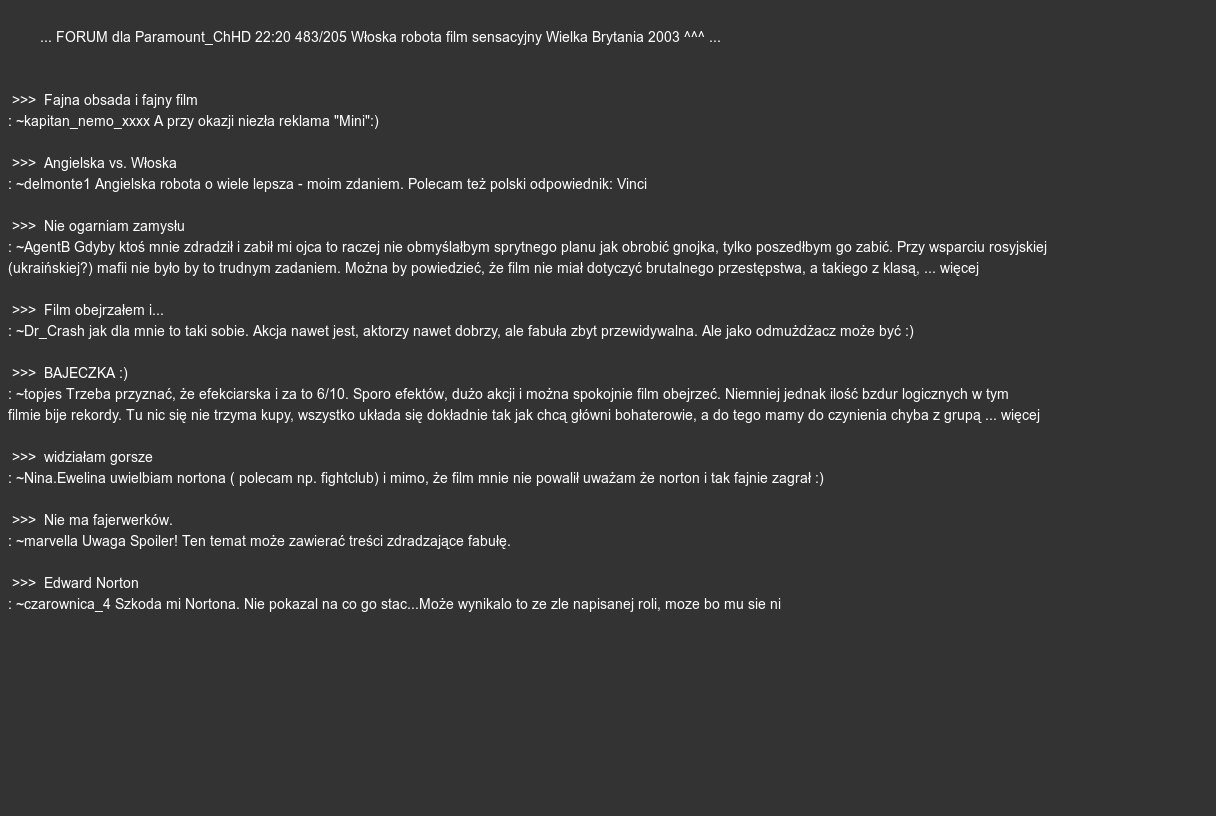 ... FORUM dla Paramount_ChHD 22:20 483/205 Włoska robota film sensacyjny Wielka Brytania 2003 ^^^ ...
>>> Fajna obsada i fajny film
: ~kapitan_nemo_xxxx A przy okazji niezła reklama "Mini":)
>>> Angielska vs. Włoska
: ~delmonte1 Angielska robota o wiele lepsza - moim zdaniem. Polecam też polski odpowiednik: Vinci
>>> Nie ogarniam zamysłu
: ~AgentB Gdyby ktoś mnie zdradził i zabił mi ojca to raczej nie obmyślałbym sprytnego planu jak obrobić gnojka, tylko poszedłbym go zabić. Przy wsparciu rosyjskiej
(ukraińskiej?) mafii nie było by to trudnym zadaniem. Można by powiedzieć, że film nie miał dotyczyć brutalnego przestępstwa, a takiego z klasą, ... więcej
>>> Film obejrzałem i...
: ~Dr_Crash jak dla mnie to taki sobie. Akcja nawet jest, aktorzy nawet dobrzy, ale fabuła zbyt przewidywalna. Ale jako odmużdżacz może być :)
>>> BAJECZKA :)
: ~topjes Trzeba przyznać, że efekciarska i za to 6/10. Sporo efektów, dużo akcji i można spokojnie film obejrzeć. Niemniej jednak ilość bzdur logicznych w tym
filmie bije rekordy. Tu nic się nie trzyma kupy, wszystko układa się dokładnie tak jak chcą główni bohaterowie, a do tego mamy do czynienia chyba z grupą ... więcej
>>> widziałam gorsze
: ~Nina.Ewelina uwielbiam nortona ( polecam np. fightclub) i mimo, że film mnie nie powalił uważam że norton i tak fajnie zagrał :)
>>> Nie ma fajerwerków.
: ~marvella Uwaga Spoiler! Ten temat może zawierać treści zdradzające fabułę.
>>> Edward Norton
: ~czarownica_4 Szkoda mi Nortona. Nie pokazal na co go stac...Może wynikalo to ze zle napisanej roli, moze bo mu sie ni